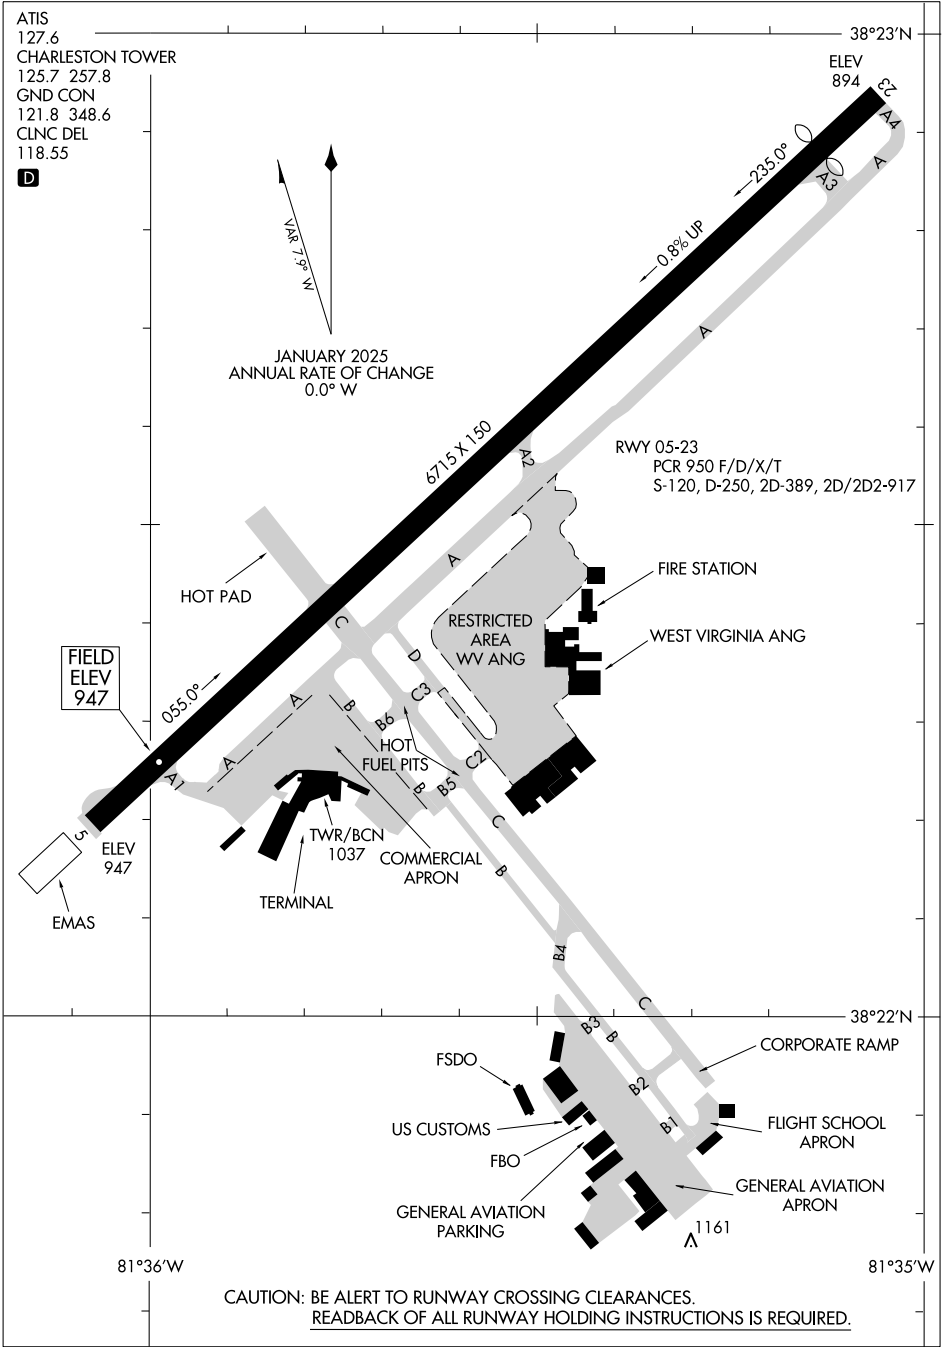 ATIS
127.6
CHARLESTON TOWER
125.7 257.8
GND CON
121.8 348.6
CLNC DEL
118.55
D
38°23'N
ELEV
894
23
A4
A
A3
235.0°
0.8% UP
A
VAR 7.9° W
JANUARY 2025
ANNUAL RATE OF CHANGE
0.0° W
6715 X 150
A2
RWY 05-23
PCR 950 F/D/X/T
S-120, D-250, 2D-389, 2D/2D2-917
A
HOT PAD
FIRE STATION
C
RESTRICTED
AREA
WV ANG
WEST VIRGINIA ANG
D
FIELD
ELEV
947
055.0°
A
C3
B
B6
HOT
FUEL PITS
A
C2
A1
B
B5
5
ELEV
947
TWR/BCN
1037
COMMERCIAL
APRON
C
B
TERMINAL
EMAS
B4
C
38°22'N
B3
B
CORPORATE RAMP
FSDO
B2
US CUSTOMS
B1
FLIGHT SCHOOL
APRON
FBO
GENERAL AVIATION
APRON
GENERAL AVIATION
PARKING
1161
81°36'W
81°35'W
CAUTION: BE ALERT TO RUNWAY CROSSING CLEARANCES.
READBACK OF ALL RUNWAY HOLDING INSTRUCTIONS IS REQUIRED.